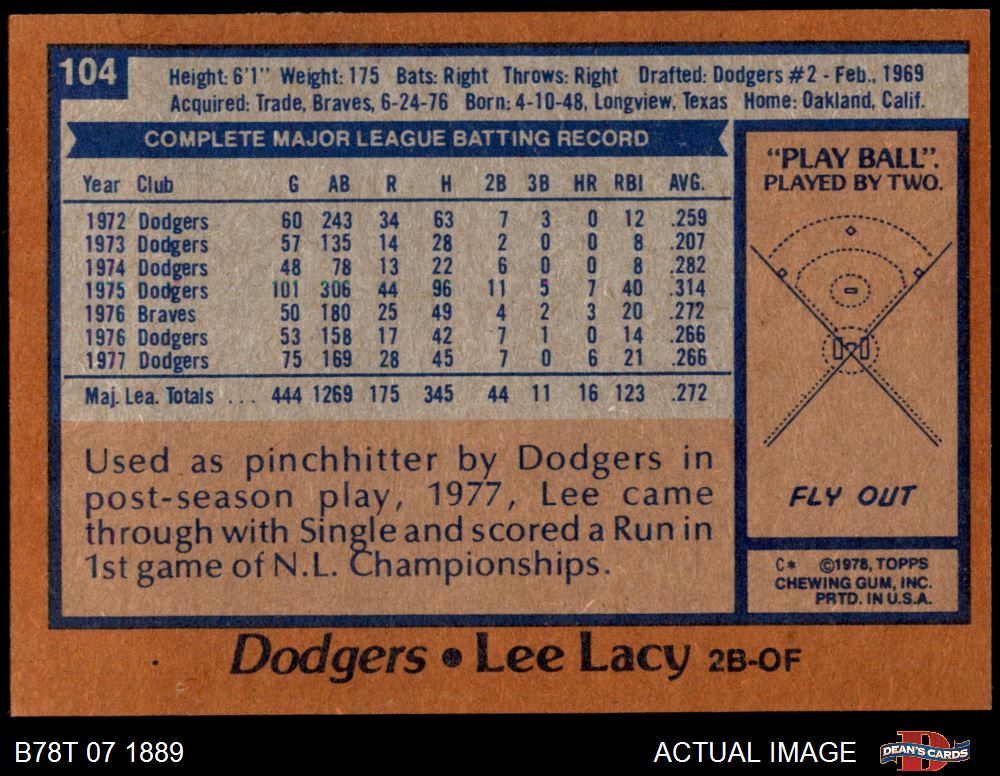 104
Height: 6'1" Weight: 175 Bats: Right Throws: Right Drafted: Dodgers #2 - Feb., 1969
Acquired: Trade, Braves, 6-24-76 Born: 4-10-48, Longview, Texas Home: Oakland, Calif.
COMPLETE MAJOR LEAGUE BATTING RECORD
Year Club G AB R H 2B 3B HR RBI AVG.
1972 Dodgers 60 243 34 63 7 3 0 12 .259
1973 Dodgers 57 135 14 28 2 0 0 8 .207
1974 Dodgers 48 78 13 22 6 0 0 8 .282
1975 Dodgers 101 306 44 96 11 5 7 40 .314
1976 Braves 50 180 25 49 4 2 3 20 .272
1976 Dodgers 53 158 17 42 7 1 0 14 .266
1977 Dodgers 75 169 28 45 7 0 6 21 .266
Maj. Lea. Totals ... 444 1269 175 345 44 11 16 123 .272
Used as pinchhitter by Dodgers in
post-season play, 1977, Lee came
through with Single and scored a Run in
1st game of N.L. Championships.
"PLAY BALL".
PLAYED BY TWO.
FLY OUT
C* ©1978, TOPPS
CHEWING GUM, INC.
PRTD. IN U.S.A.
Dodgers • Lee Lacy 2B-OF
B78T 07 1889
ACTUAL IMAGE
DEAN'S CARDS